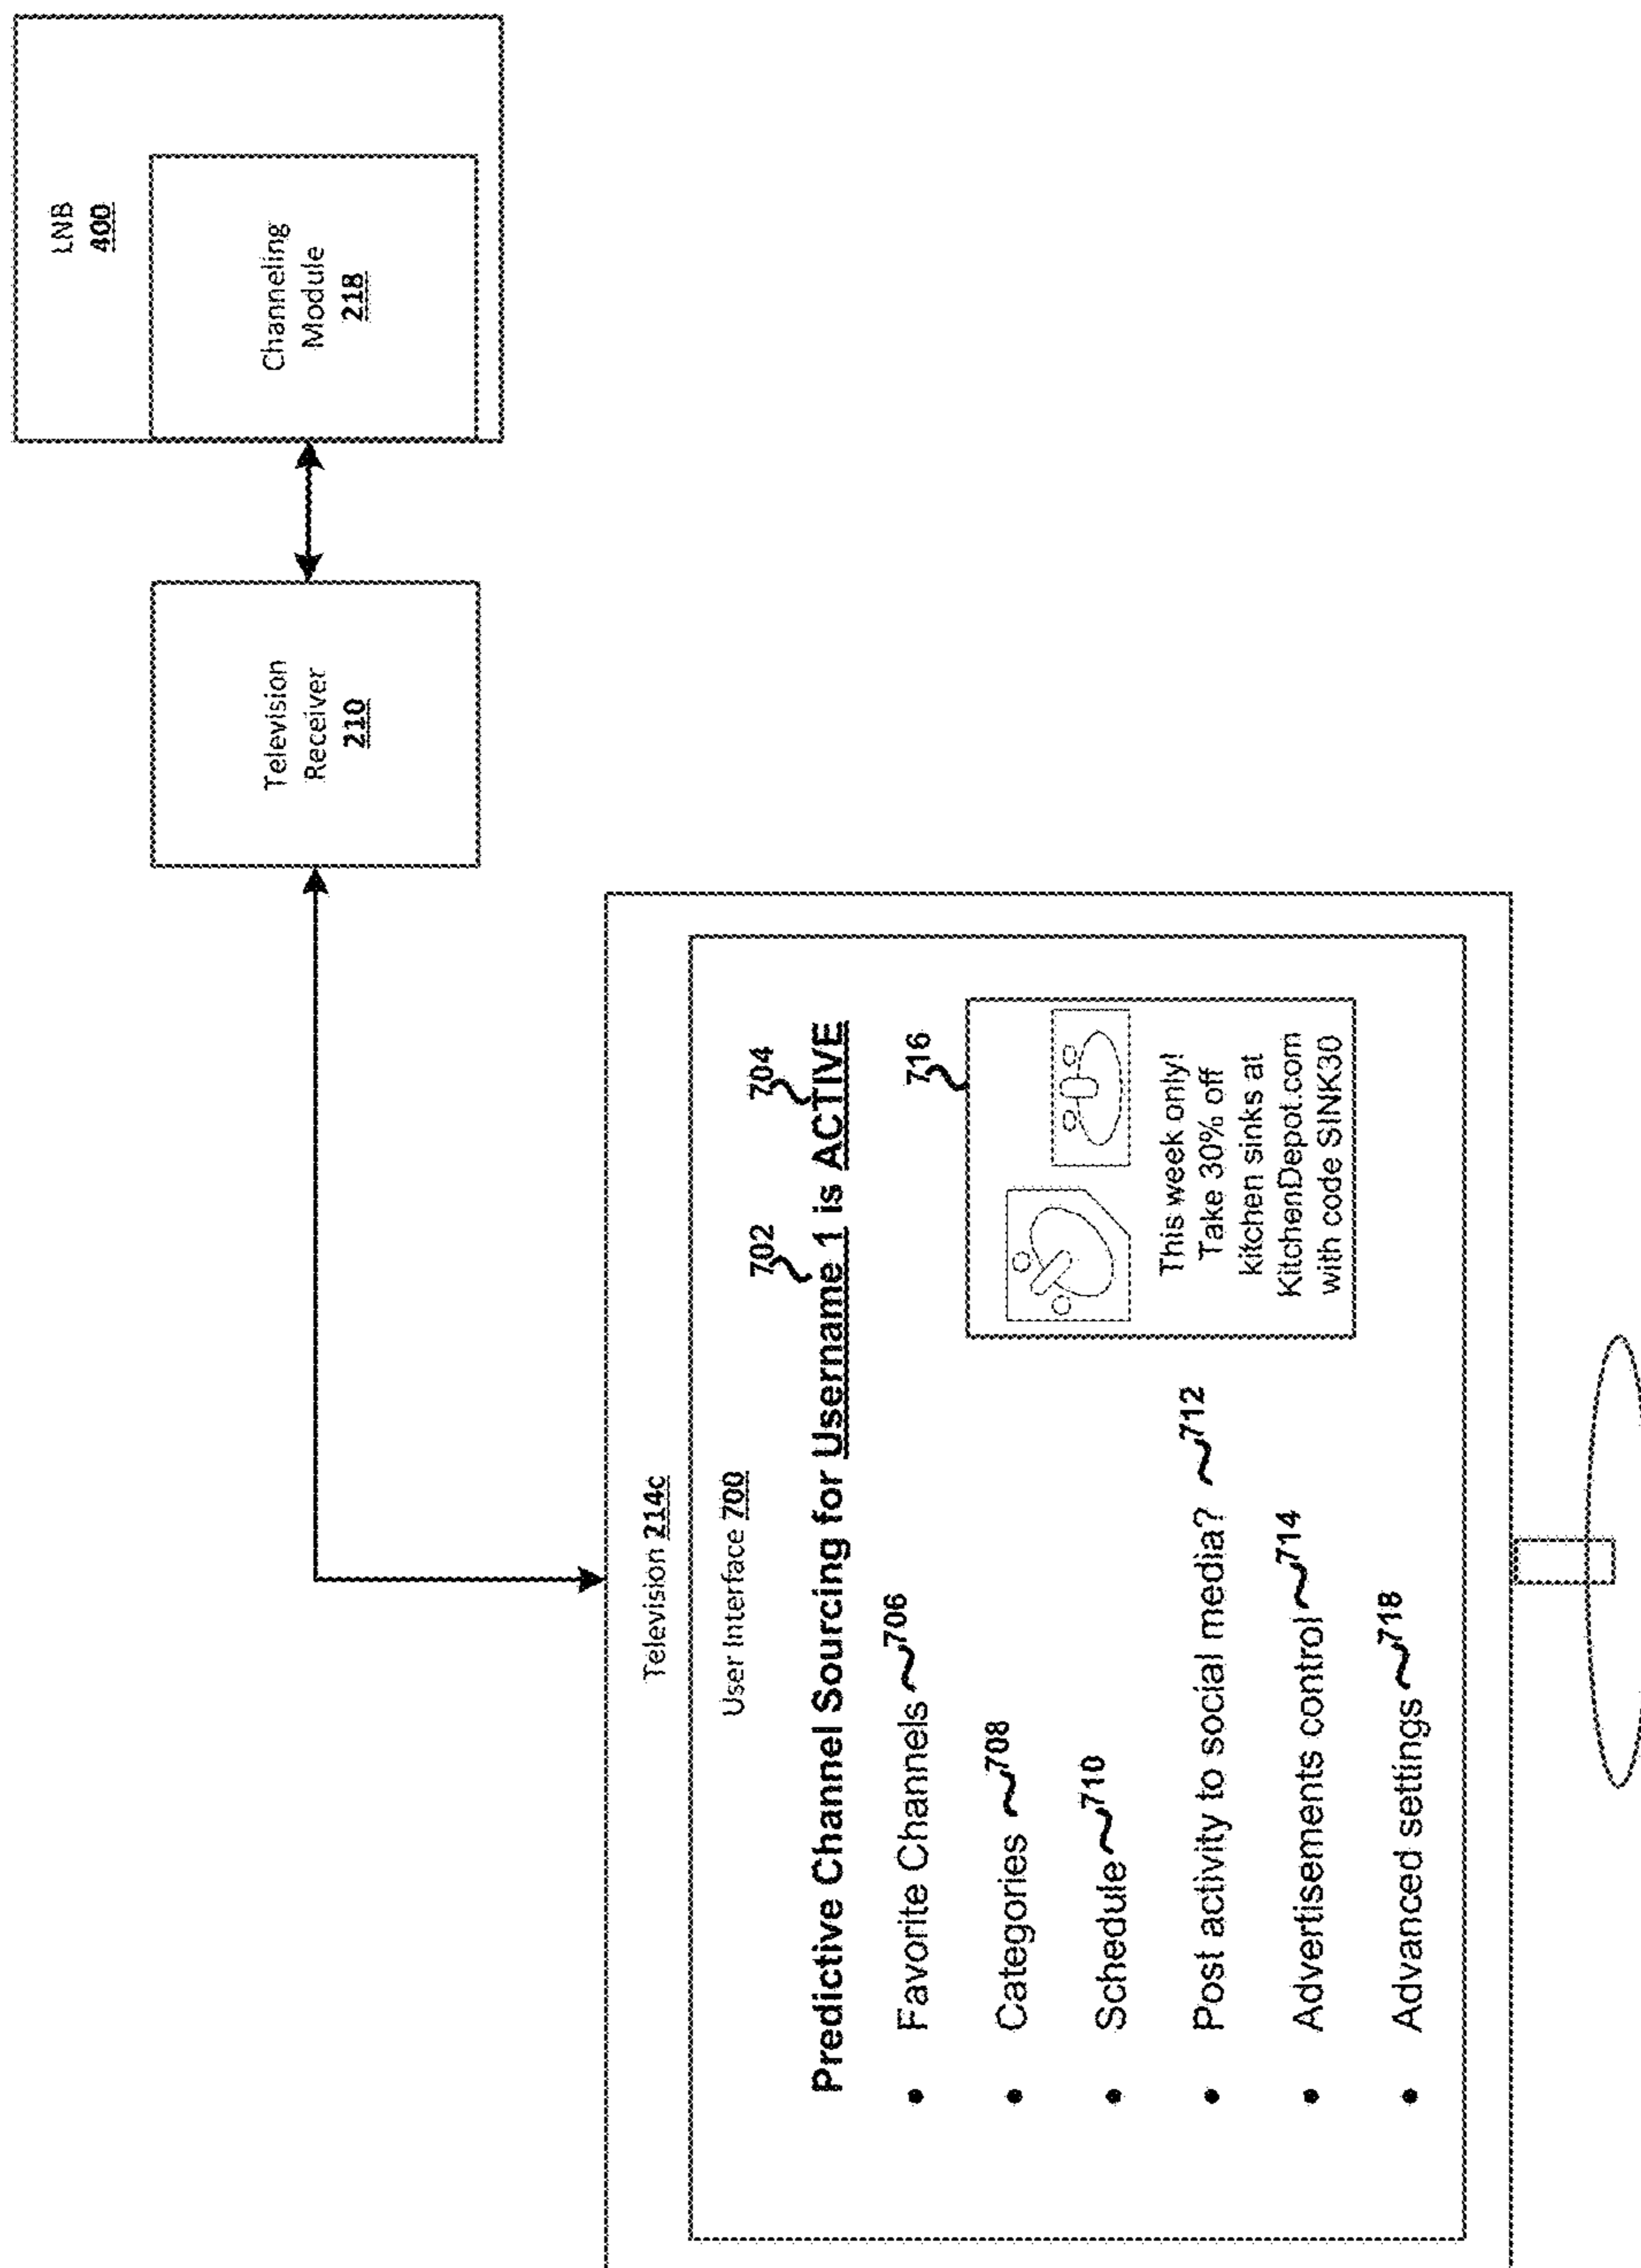 LNB
400
Channeling
Module
218
Television
Receiver
210
Television 214c
User Interface 700
702
704
Predictive Channel Sourcing for Username 1 is ACTIVE
• Favorite Channels 706
• Categories 708
• Schedule 710
• Post activity to social media? 712
• Advertisements control 714
• Advanced settings 718
716
This week only!
Take 30% off
kitchen sinks at
KitchenDepot.com
with code SINK30